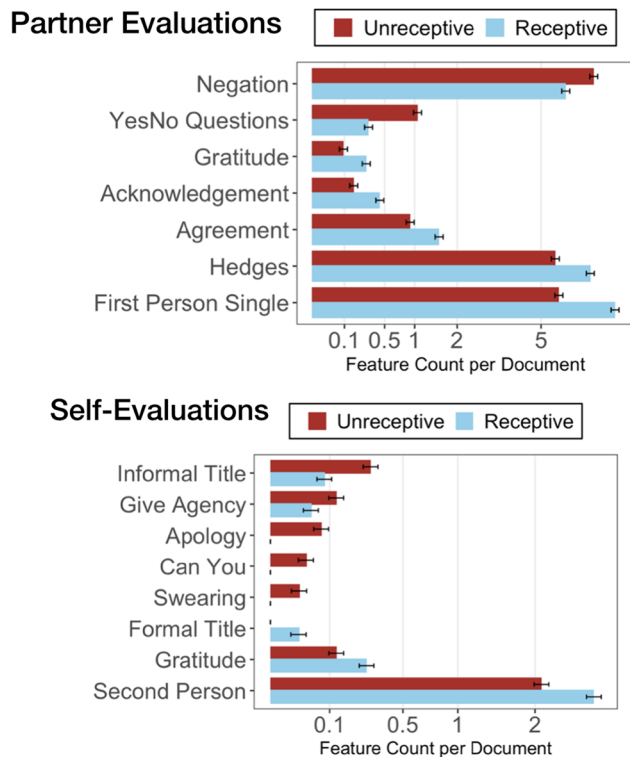 Partner Evaluations
Unreceptive Receptive
Negation
YesNo Questions
Gratitude
Acknowledgement
Agreement
Hedges
First Person Single
0.1 0.5 1 2 5
Feature Count per Document
Self-Evaluations
Unreceptive Receptive
Informal Title
Give Agency
Apology
Can You
Swearing
Formal Title
Gratitude
Second Person
0.1 0.5 1 2
Feature Count per Document